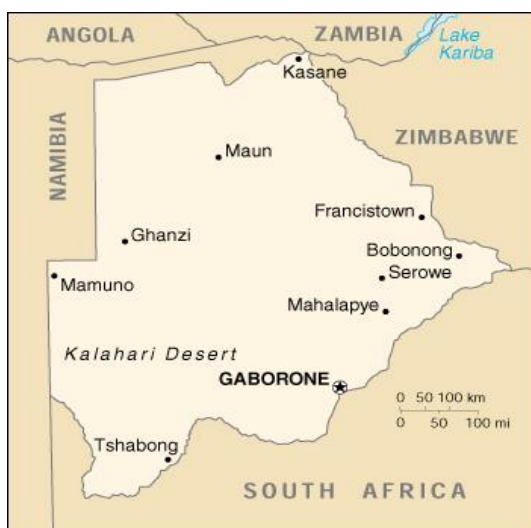 ANGOLA
ZAMBIA
Lake
Kariba
Kasane
NAMIBIA
ZIMBABWE
Maun
Francistown
Ghanzi
Bobonong
Serowe
Mamuno
Mahalapye
Kalahari Desert
GABORONE
0 50 100 km
0 50 100 mi
Tshabong
SOUTH AFRICA